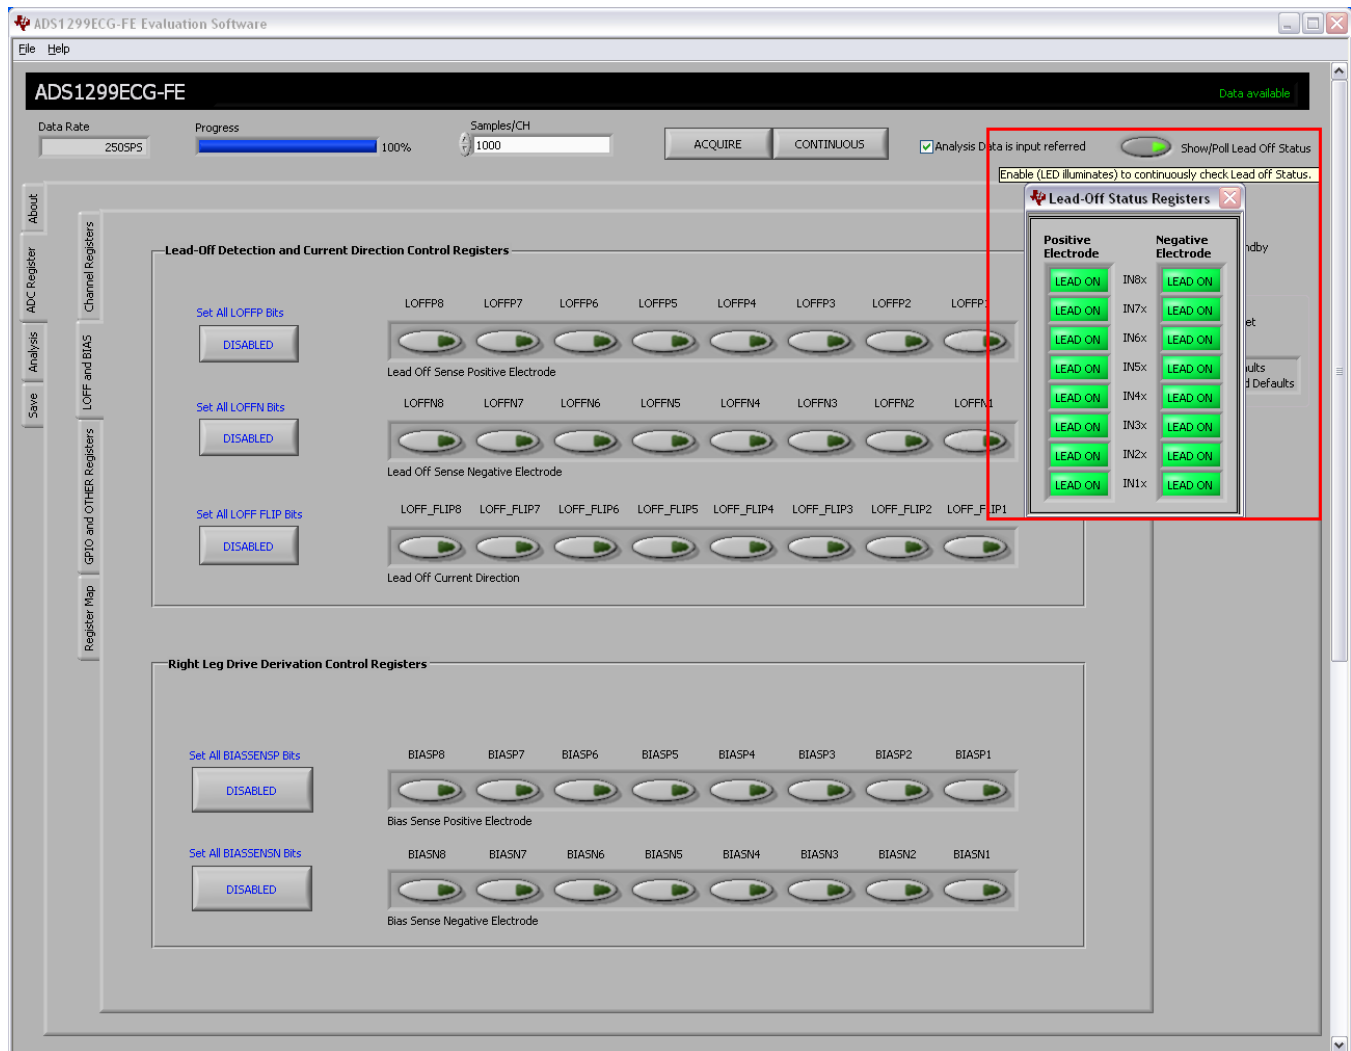 ADS1299ECG-FE Evaluation Software
File Help
ADS1299ECG-FE
Data available
Data Rate
250SPS
Progress
100%
Samples/CH
1000
ACQUIRE
CONTINUOUS
Analysis Data is input referred
Show/Poll Lead Off Status
Enable (LED illuminates) to continuously check Lead off Status.
About
ADC Register
Analysis
Save
Channel Registers
LOFF and BIAS
GPIO and OTHER Registers
Register Map
Lead-Off Status Registers
Positive Electrode
Negative Electrode
LEAD ON IN8x LEAD ON
LEAD ON IN7x LEAD ON
LEAD ON IN6x LEAD ON
LEAD ON IN5x LEAD ON
LEAD ON IN4x LEAD ON
LEAD ON IN3x LEAD ON
LEAD ON IN2x LEAD ON
LEAD ON IN1x LEAD ON
ndby
et
ults
d Defaults
Lead-Off Detection and Current Direction Control Registers
Set All LOFFP Bits
DISABLED
LOFFP8 LOFFP7 LOFFP6 LOFFP5 LOFFP4 LOFFP3 LOFFP2 LOFFP1
Lead Off Sense Positive Electrode
Set All LOFFN Bits
DISABLED
LOFFN8 LOFFN7 LOFFN6 LOFFN5 LOFFN4 LOFFN3 LOFFN2 LOFFN1
Lead Off Sense Negative Electrode
Set All LOFF FLIP Bits
DISABLED
LOFF_FLIP8 LOFF_FLIP7 LOFF_FLIP6 LOFF_FLIP5 LOFF_FLIP4 LOFF_FLIP3 LOFF_FLIP2 LOFF_FLIP1
Lead Off Current Direction
Right Leg Drive Derivation Control Registers
Set All BIASSENSP Bits
DISABLED
BIASP8 BIASP7 BIASP6 BIASP5 BIASP4 BIASP3 BIASP2 BIASP1
Bias Sense Positive Electrode
Set All BIASSENSN Bits
DISABLED
BIASN8 BIASN7 BIASN6 BIASN5 BIASN4 BIASN3 BIASN2 BIASN1
Bias Sense Negative Electrode